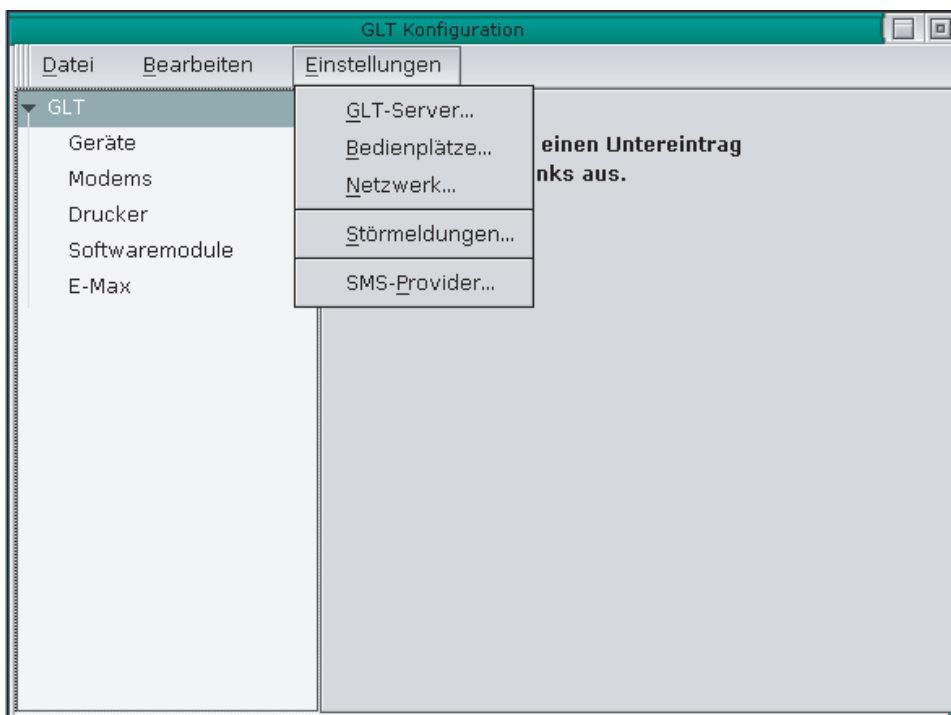 GLT Konfiguration
Datei Bearbeiten Einstellungen
GLT
Geräte
Modems
Drucker
Softwaremodule
E-Max
GLT-Server...
Bedienplätze...
Netzwerk...
Störmeldungen...
SMS-Provider...
einen Untereintrag
nks aus.